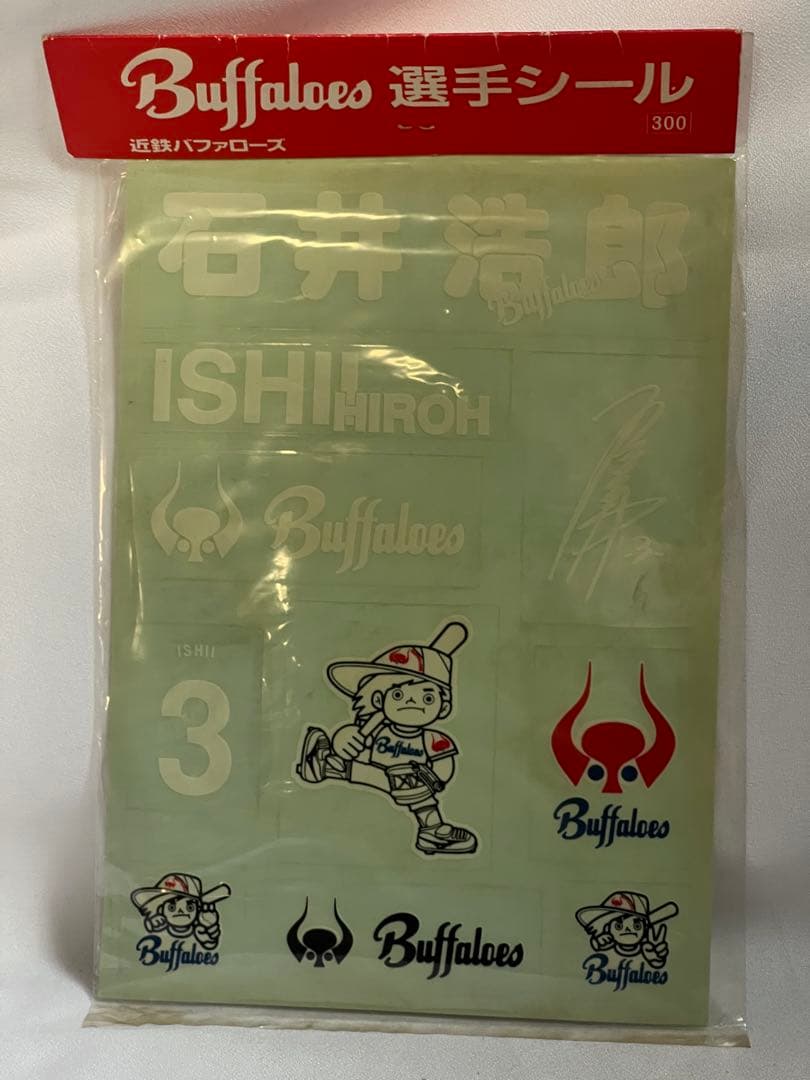 Buffaloes 選手シール
近鉄バファローズ
300
石井浩郎
Buffaloes
ISHII HIROH
Buffaloes
ISHII
3
Buffaloes
Buffaloes
Buffaloes
Buffaloes
Buffaloes